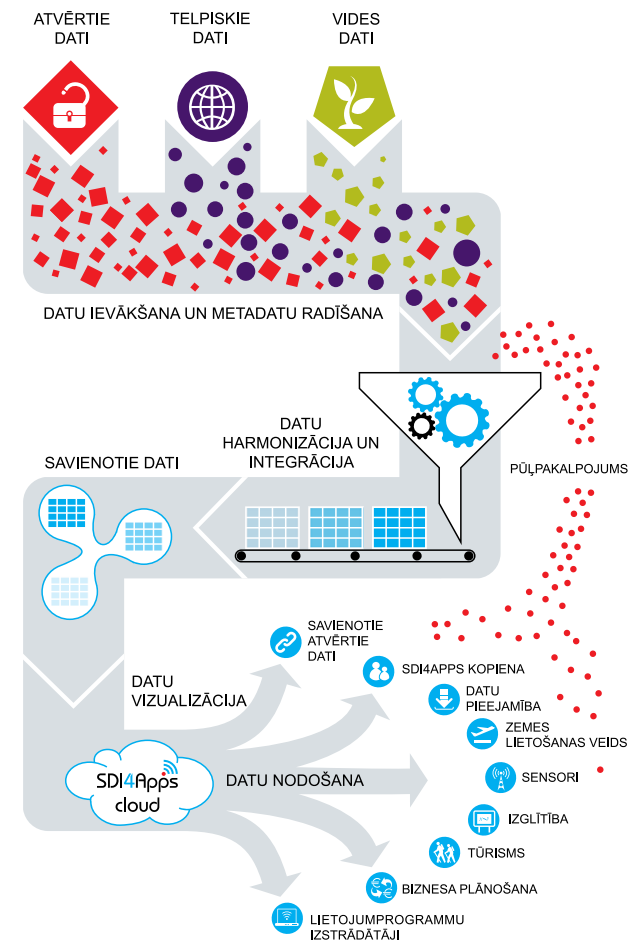 ATVĒRTIE
DATI
TELPISKIE
DATI
VIDES
DATI
DATU IEVĀKŠANA UN METADATU RADĪŠANA
DATU
HARMONIZĀCIJA UN
INTEGRĀCIJA
SAVIENOTIE DATI
PŪĻPAKALPOJUMS
SAVIENOTIE
ATVĒRTIE
DATI
SDI4APPS KOPIENA
DATU
VIZUALIZĀCIJA
DATU
PIEEJAMĪBA
ZEMES
LIETOŠANAS VEIDS
SDI4Apps
cloud
DATU NODOŠANA
SENSORI
IZGLĪTĪBA
TŪRISMS
BIZNESA PLĀNOŠANA
LIETOJUMPROGRAMMU
IZSTRĀDĀTĀJI